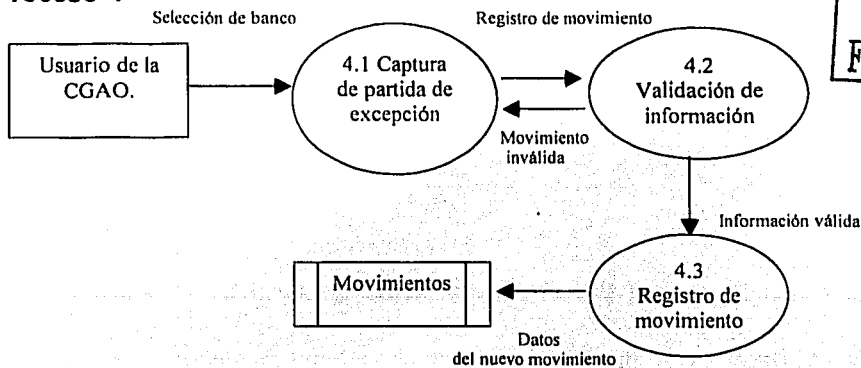 Selección de banco
Registro de movimiento
Usuario de la
CGAO.
4.1 Captura
de partida de
excepción
4.2
Validación de
información
Movimiento
inválida
Información válida
4.3
Registro de
movimiento
Movimientos
Datos
del nuevo movimiento